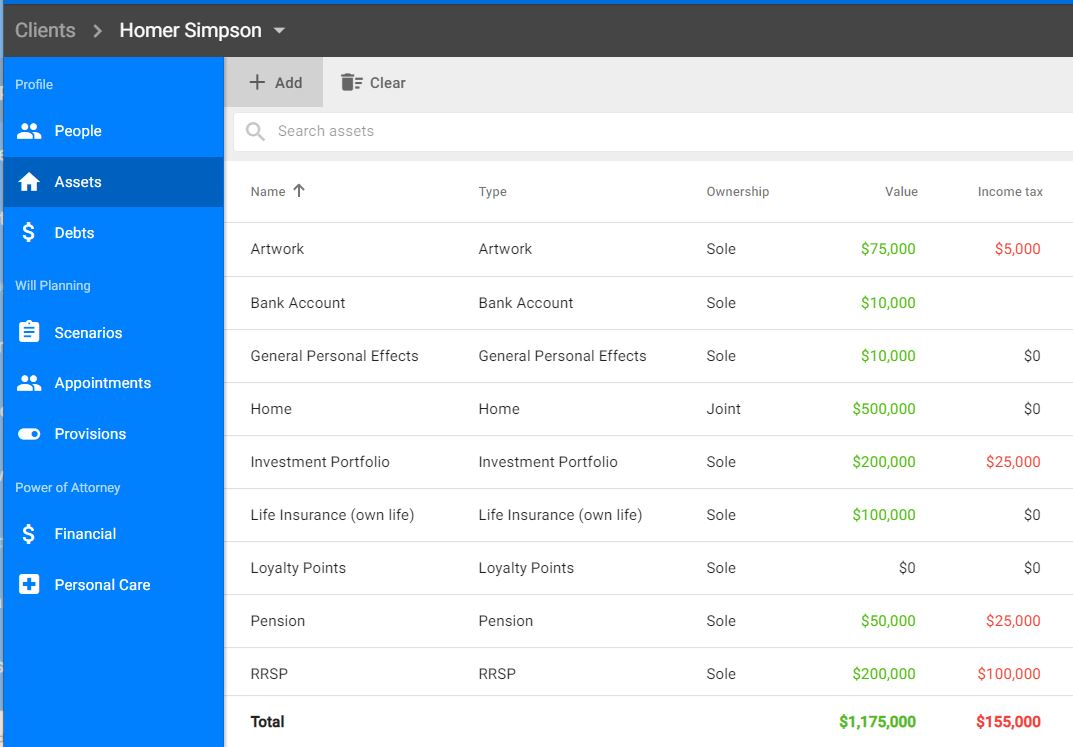 Clients > Homer Simpson
Profile
People
Assets
Debts
Will Planning
Scenarios
Appointments
Provisions
Power of Attorney
Financial
Personal Care
+ Add Clear
Search assets
Name ↑ Type Ownership Value Income tax
Artwork Artwork Sole $75,000 $5,000
Bank Account Bank Account Sole $10,000
General Personal Effects General Personal Effects Sole $10,000 $0
Home Home Joint $500,000 $0
Investment Portfolio Investment Portfolio Sole $200,000 $25,000
Life Insurance (own life) Life Insurance (own life) Sole $100,000 $0
Loyalty Points Loyalty Points Sole $0 $0
Pension Pension Sole $50,000 $25,000
RRSP RRSP Sole $200,000 $100,000
Total $1,175,000 $155,000